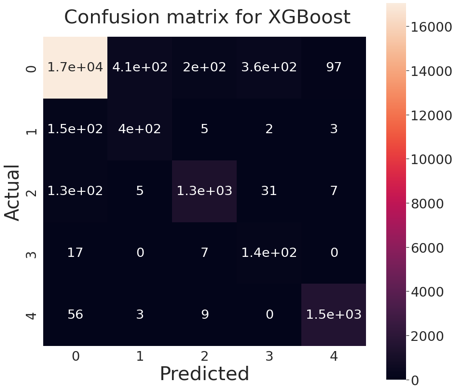 Confusion matrix for XGBoost
16000
0 1.7e+04 4.1e+02 2e+02 3.6e+02 97
14000
12000
1 1.5e+02 4e+02 5 2 3
10000
Actual
2 1.3e+02 5 1.3e+03 31 7
8000
6000
3 17 0 7 1.4e+02 0
4000
4 56 3 9 0 1.5e+03
2000
0 1 2 3 4
0
Predicted